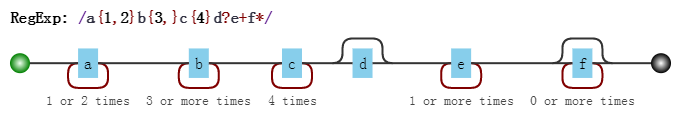 RegExp: /a{1,2}b{3,}c{4}d?e+f*/
a b c d e f
1 or 2 times 3 or more times 4 times 1 or more times 0 or more times